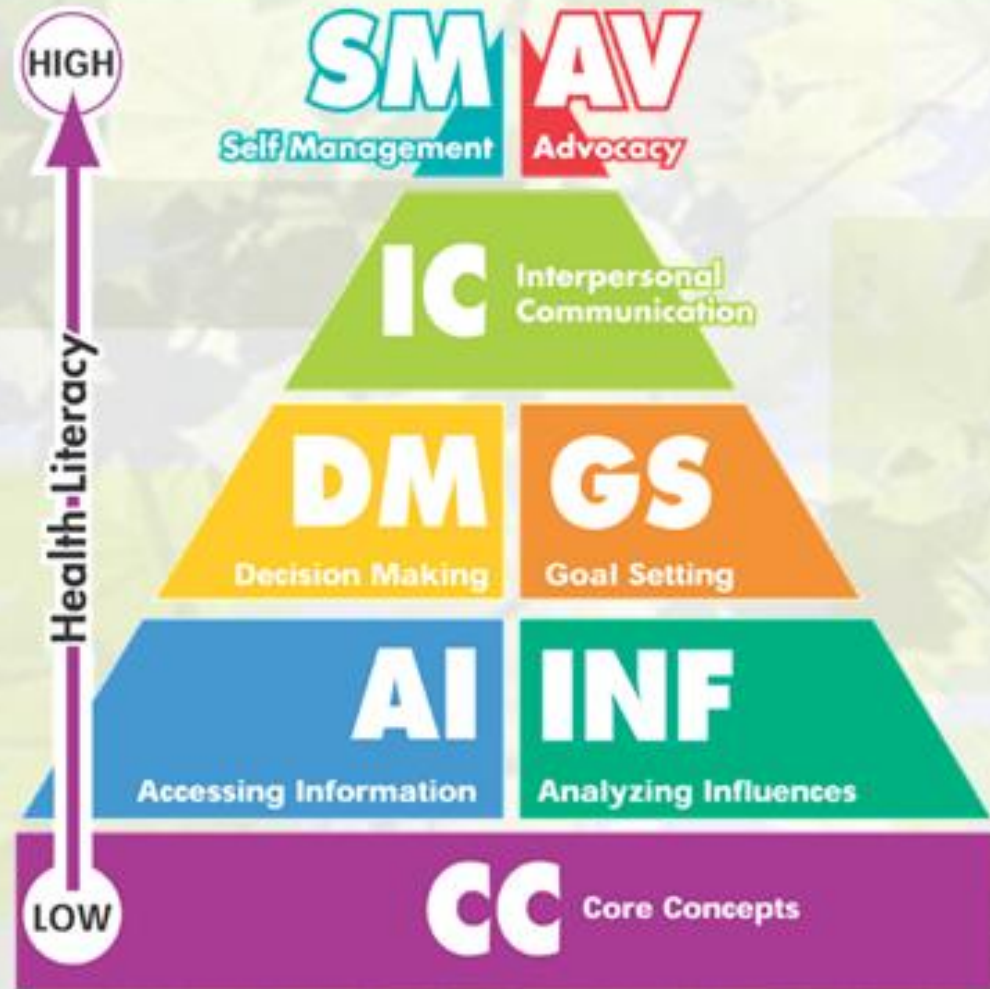 HIGH
SM AV
Self Management Advocacy
IC Interpersonal
Communication
DM GS
Decision Making Goal Setting
AI INF
Accessing Information Analyzing Influences
CC Core Concepts
LOW
Health•Literacy